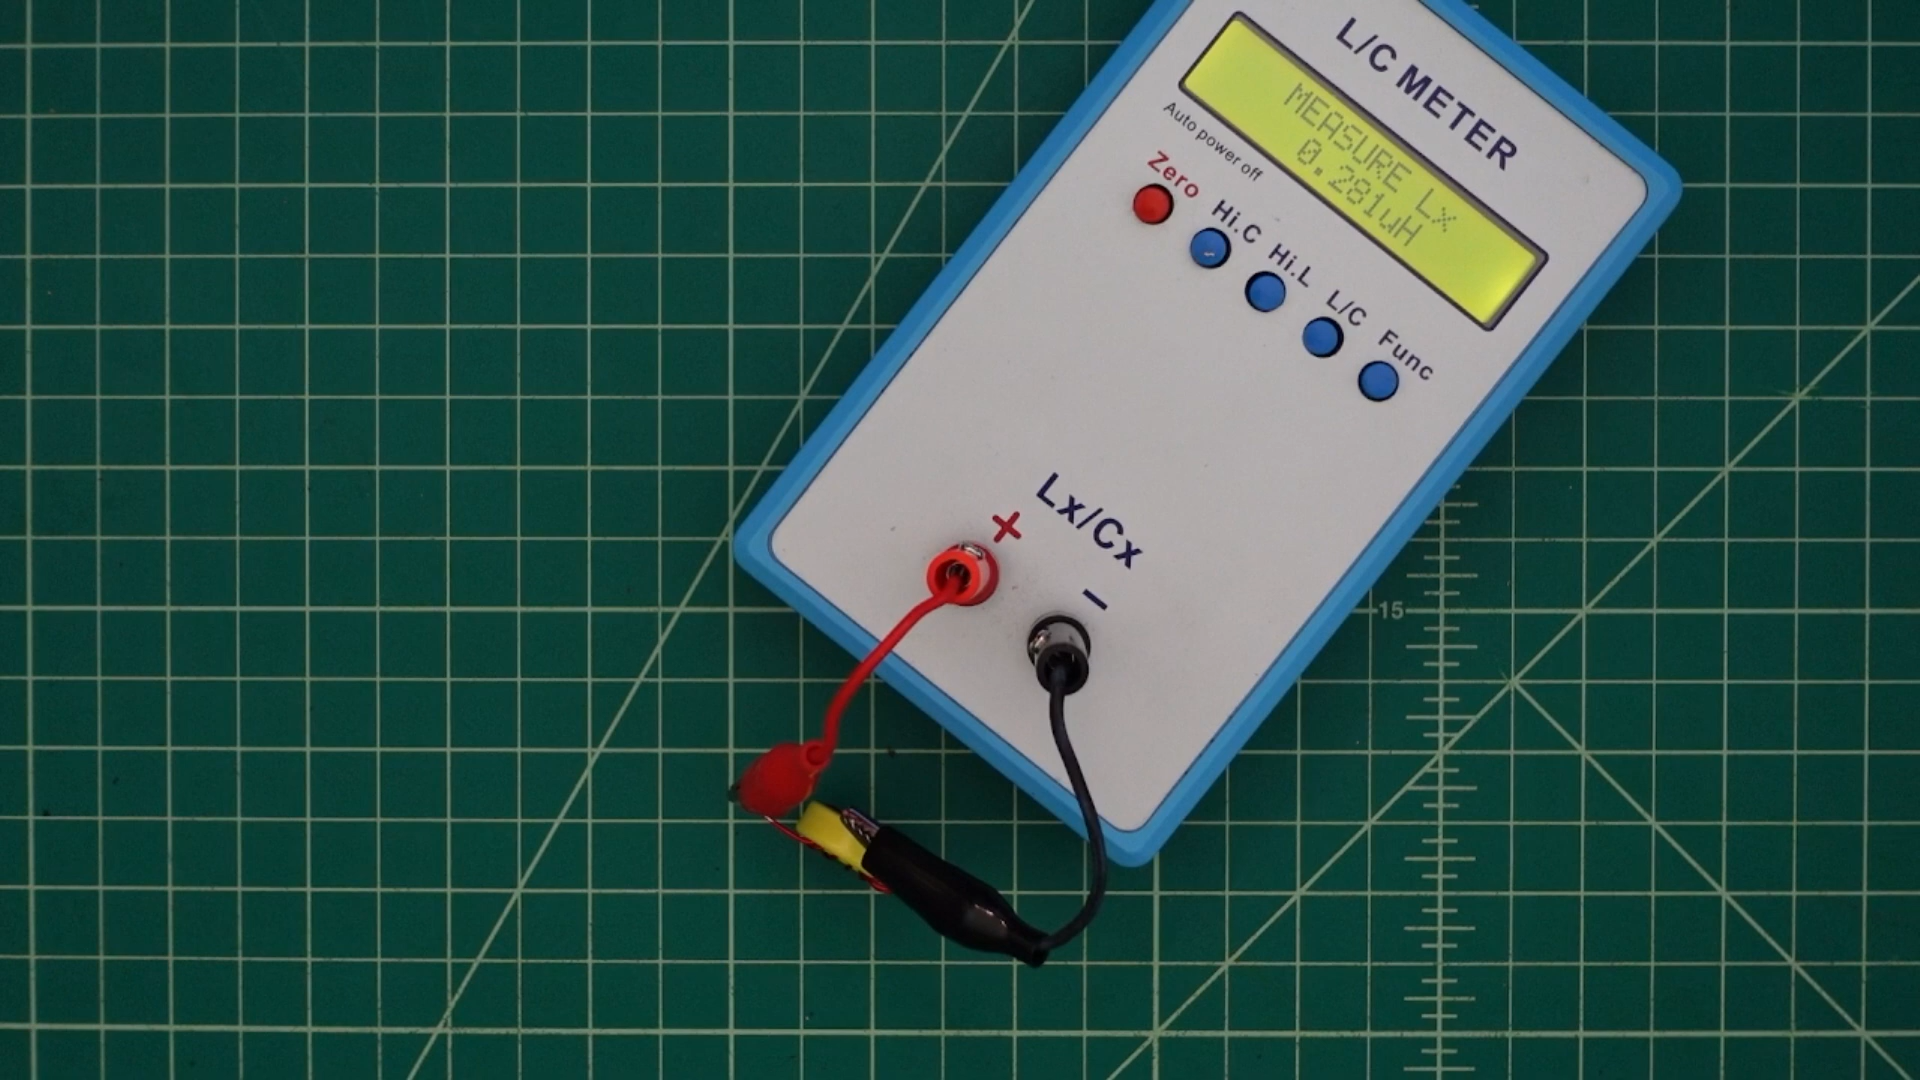 L/C METER
MEASURE Lx
0.281uH
Auto power off
Zero
Hi.C
Hi.L
L/C
Func
Lx/Cx
+
−
15